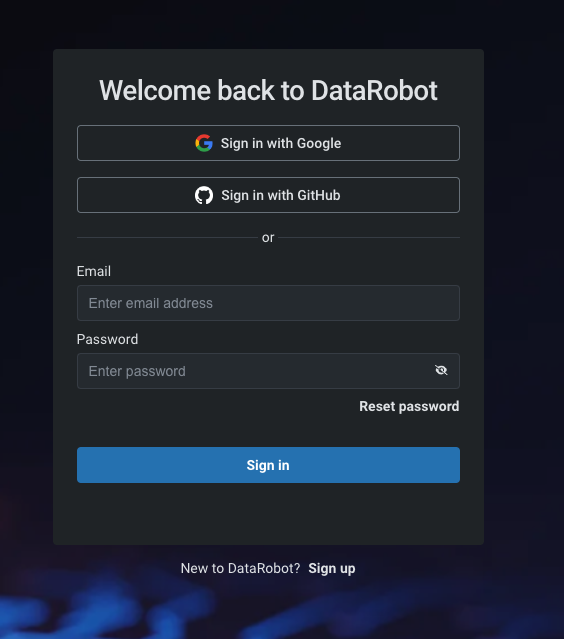 Welcome back to DataRobot
Sign in with Google
Sign in with GitHub
or
Email
Enter email address
Password
Enter password
Reset password
Sign in
New to DataRobot? Sign up